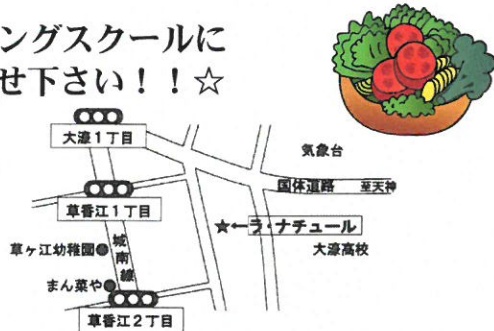 ングスクールに
せ下さい！！☆
大濠１丁目
気象台
国体道路 至天神
草香江１丁目
☆←ラ・ナチュール
大濠高校
城南線
草ヶ江幼稚園
まん菜や
草香江２丁目